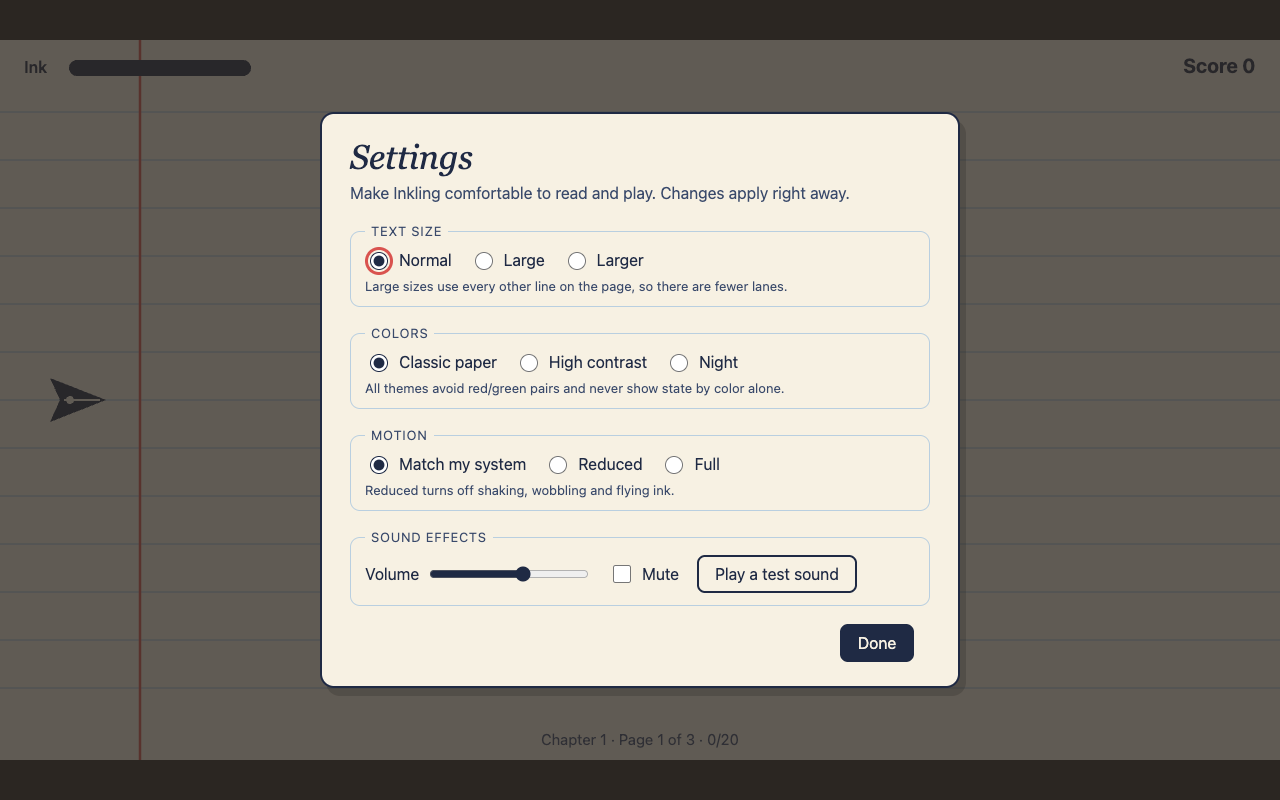 Ink
Score 0
Settings
Make Inkling comfortable to read and play. Changes apply right away.
TEXT SIZE
Normal Large Larger
Large sizes use every other line on the page, so there are fewer lanes.
COLORS
Classic paper High contrast Night
All themes avoid red/green pairs and never show state by color alone.
MOTION
Match my system Reduced Full
Reduced turns off shaking, wobbling and flying ink.
SOUND EFFECTS
Volume Mute Play a test sound
Done
Chapter 1 · Page 1 of 3 · 0/20